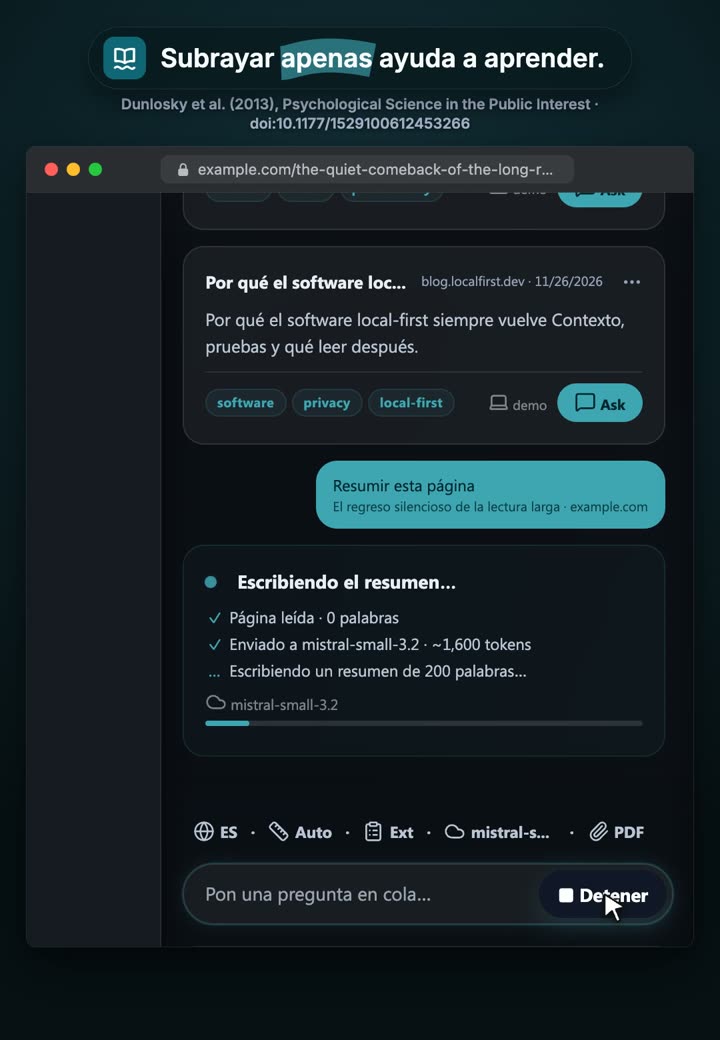 Subrayar apenas ayuda a aprender.
Dunlosky et al. (2013), Psychological Science in the Public Interest ·
doi:10.1177/1529100612453266
example.com/the-quiet-comeback-of-the-long-r...
demo
Ask
Por qué el software loc... blog.localfirst.dev · 11/26/2026
Por qué el software local-first siempre vuelve Contexto,
pruebas y qué leer después.
software privacy local-first demo Ask
Resumir esta página
El regreso silencioso de la lectura larga · example.com
Escribiendo el resumen...
✓ Página leída · 0 palabras
✓ Enviado a mistral-small-3.2 · ~1,600 tokens
... Escribiendo un resumen de 200 palabras...
mistral-small-3.2
ES · Auto · Ext · mistral-s... · PDF
Pon una pregunta en cola... Detener